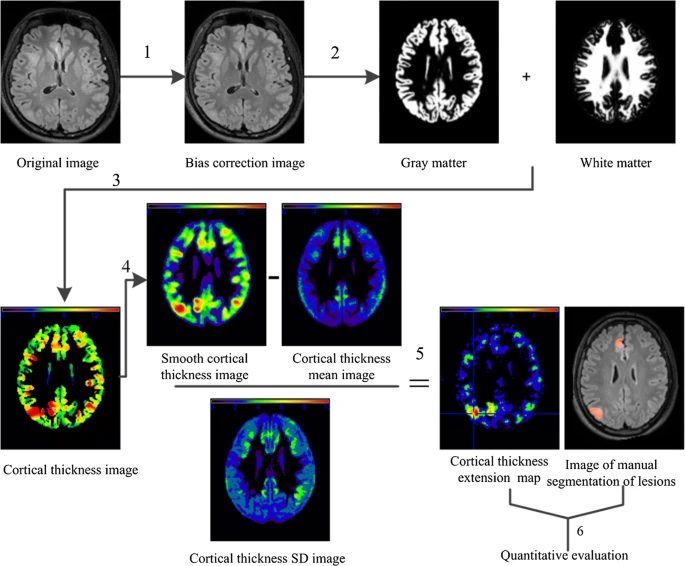 1
2
+
Original image
Bias correction image
Gray matter
White matter
3
4
-
Smooth cortical
thickness image
Cortical thickness
mean image
5
=
Cortical thickness image
Cortical thickness SD image
Cortical thickness
extension map
Image of manual
segmentation of lesions
6
Quantitative evaluation